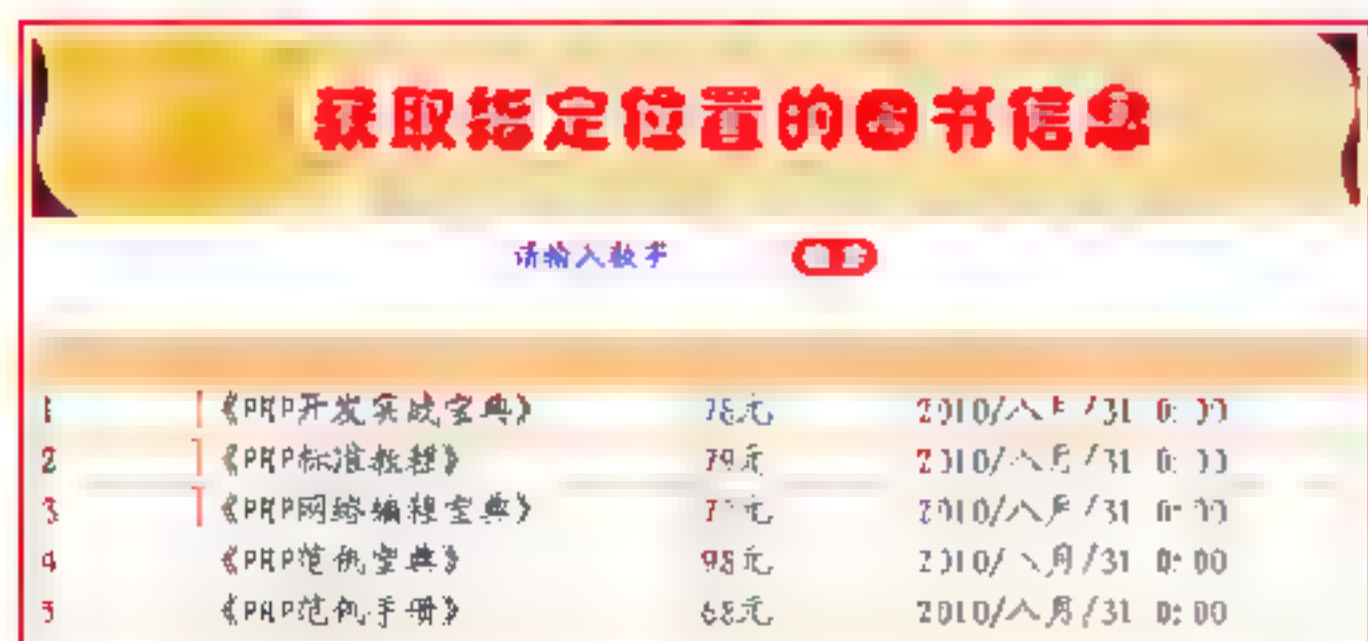 获取指定位置的图书信息
请输入数字
1 《PHP开发实战宝典》 78元 2010/八月/31 0:00
2 《PHP标准教程》 79元 2010/八月/31 0:00
3 《PHP网络编程宝典》 2010/八月/31 0:00
4 《PHP范例宝典》 98元 2010/八月/31 0:00
5 《PHP范例手册》 68元 2010/八月/31 0:00